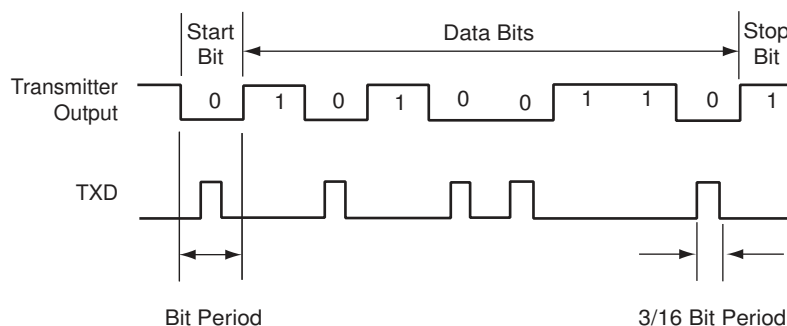 Start Bit
Data Bits
Stop Bit
Transmitter Output
0 1 0 1 0 0 1 1 0 1
TXD
Bit Period
3/16 Bit Period